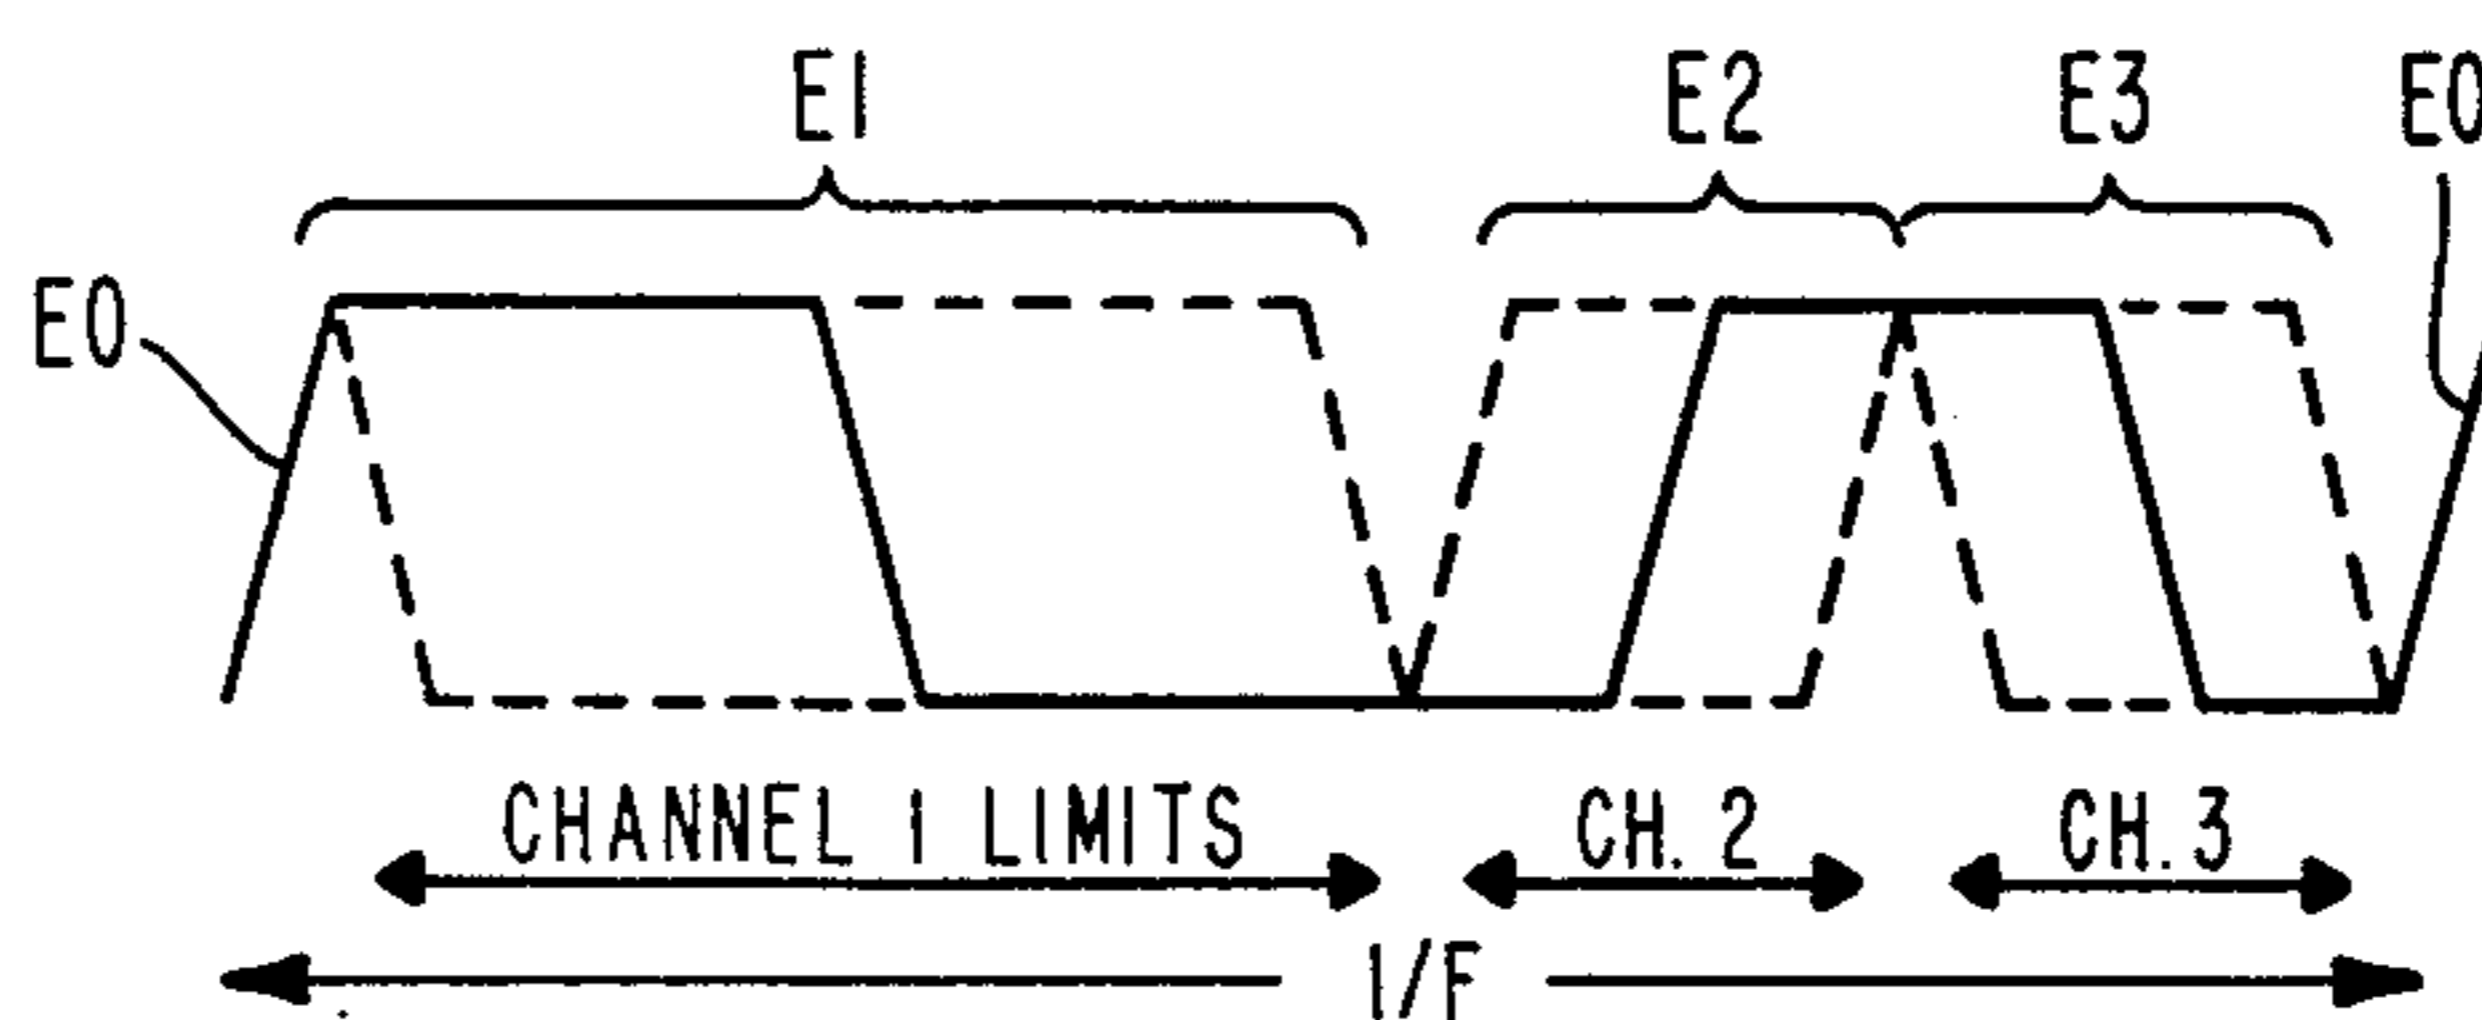 E1 E2 E3 E0
E0
CHANNEL 1 LIMITS CH. 2 CH. 3
1/F